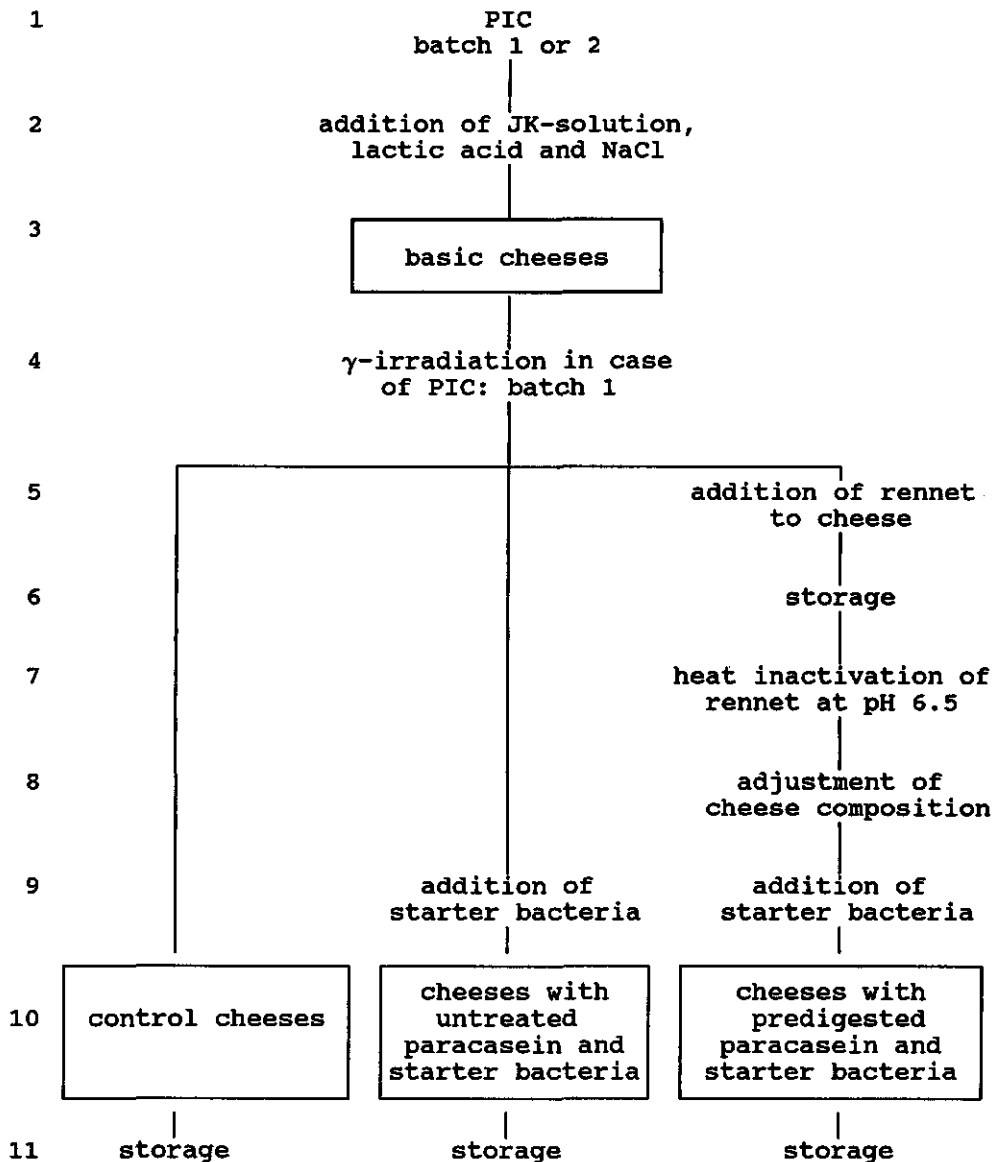 1 PIC
batch 1 or 2
2 addition of JK-solution,
lactic acid and NaCl
3
basic cheeses
4 γ-irradiation in case
of PIC: batch 1
5 addition of rennet
to cheese
6 storage
7 heat inactivation of
rennet at pH 6.5
8 adjustment of
cheese composition
9 addition of starter bacteria
addition of starter bacteria
10 control cheeses
cheeses with
untreated
paracasein and
starter bacteria
cheeses with
predigested
paracasein and
starter bacteria
11 storage storage storage